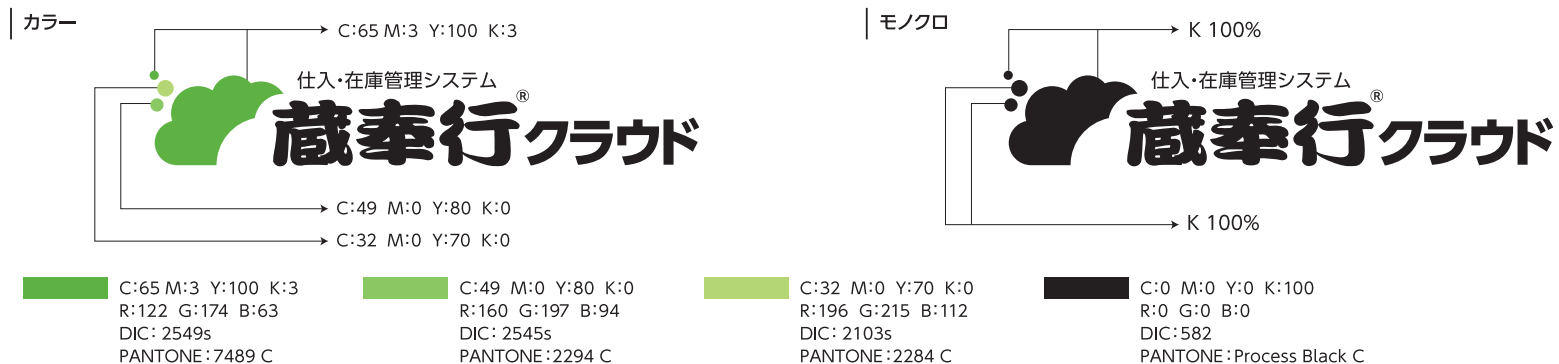 カラー
C:65 M:3 Y:100 K:3
仕入・在庫管理システム
蔵奉行®クラウド
C:49 M:0 Y:80 K:0
C:32 M:0 Y:70 K:0
モノクロ
K 100%
仕入・在庫管理システム
蔵奉行®クラウド
K 100%
C:65 M:3 Y:100 K:3
R:122 G:174 B:63
DIC: 2549s
PANTONE:7489 C
C:49 M:0 Y:80 K:0
R:160 G:197 B:94
DIC: 2545s
PANTONE:2294 C
C:32 M:0 Y:70 K:0
R:196 G:215 B:112
DIC: 2103s
PANTONE:2284 C
C:0 M:0 Y:0 K:100
R:0 G:0 B:0
DIC:582
PANTONE:Process Black C